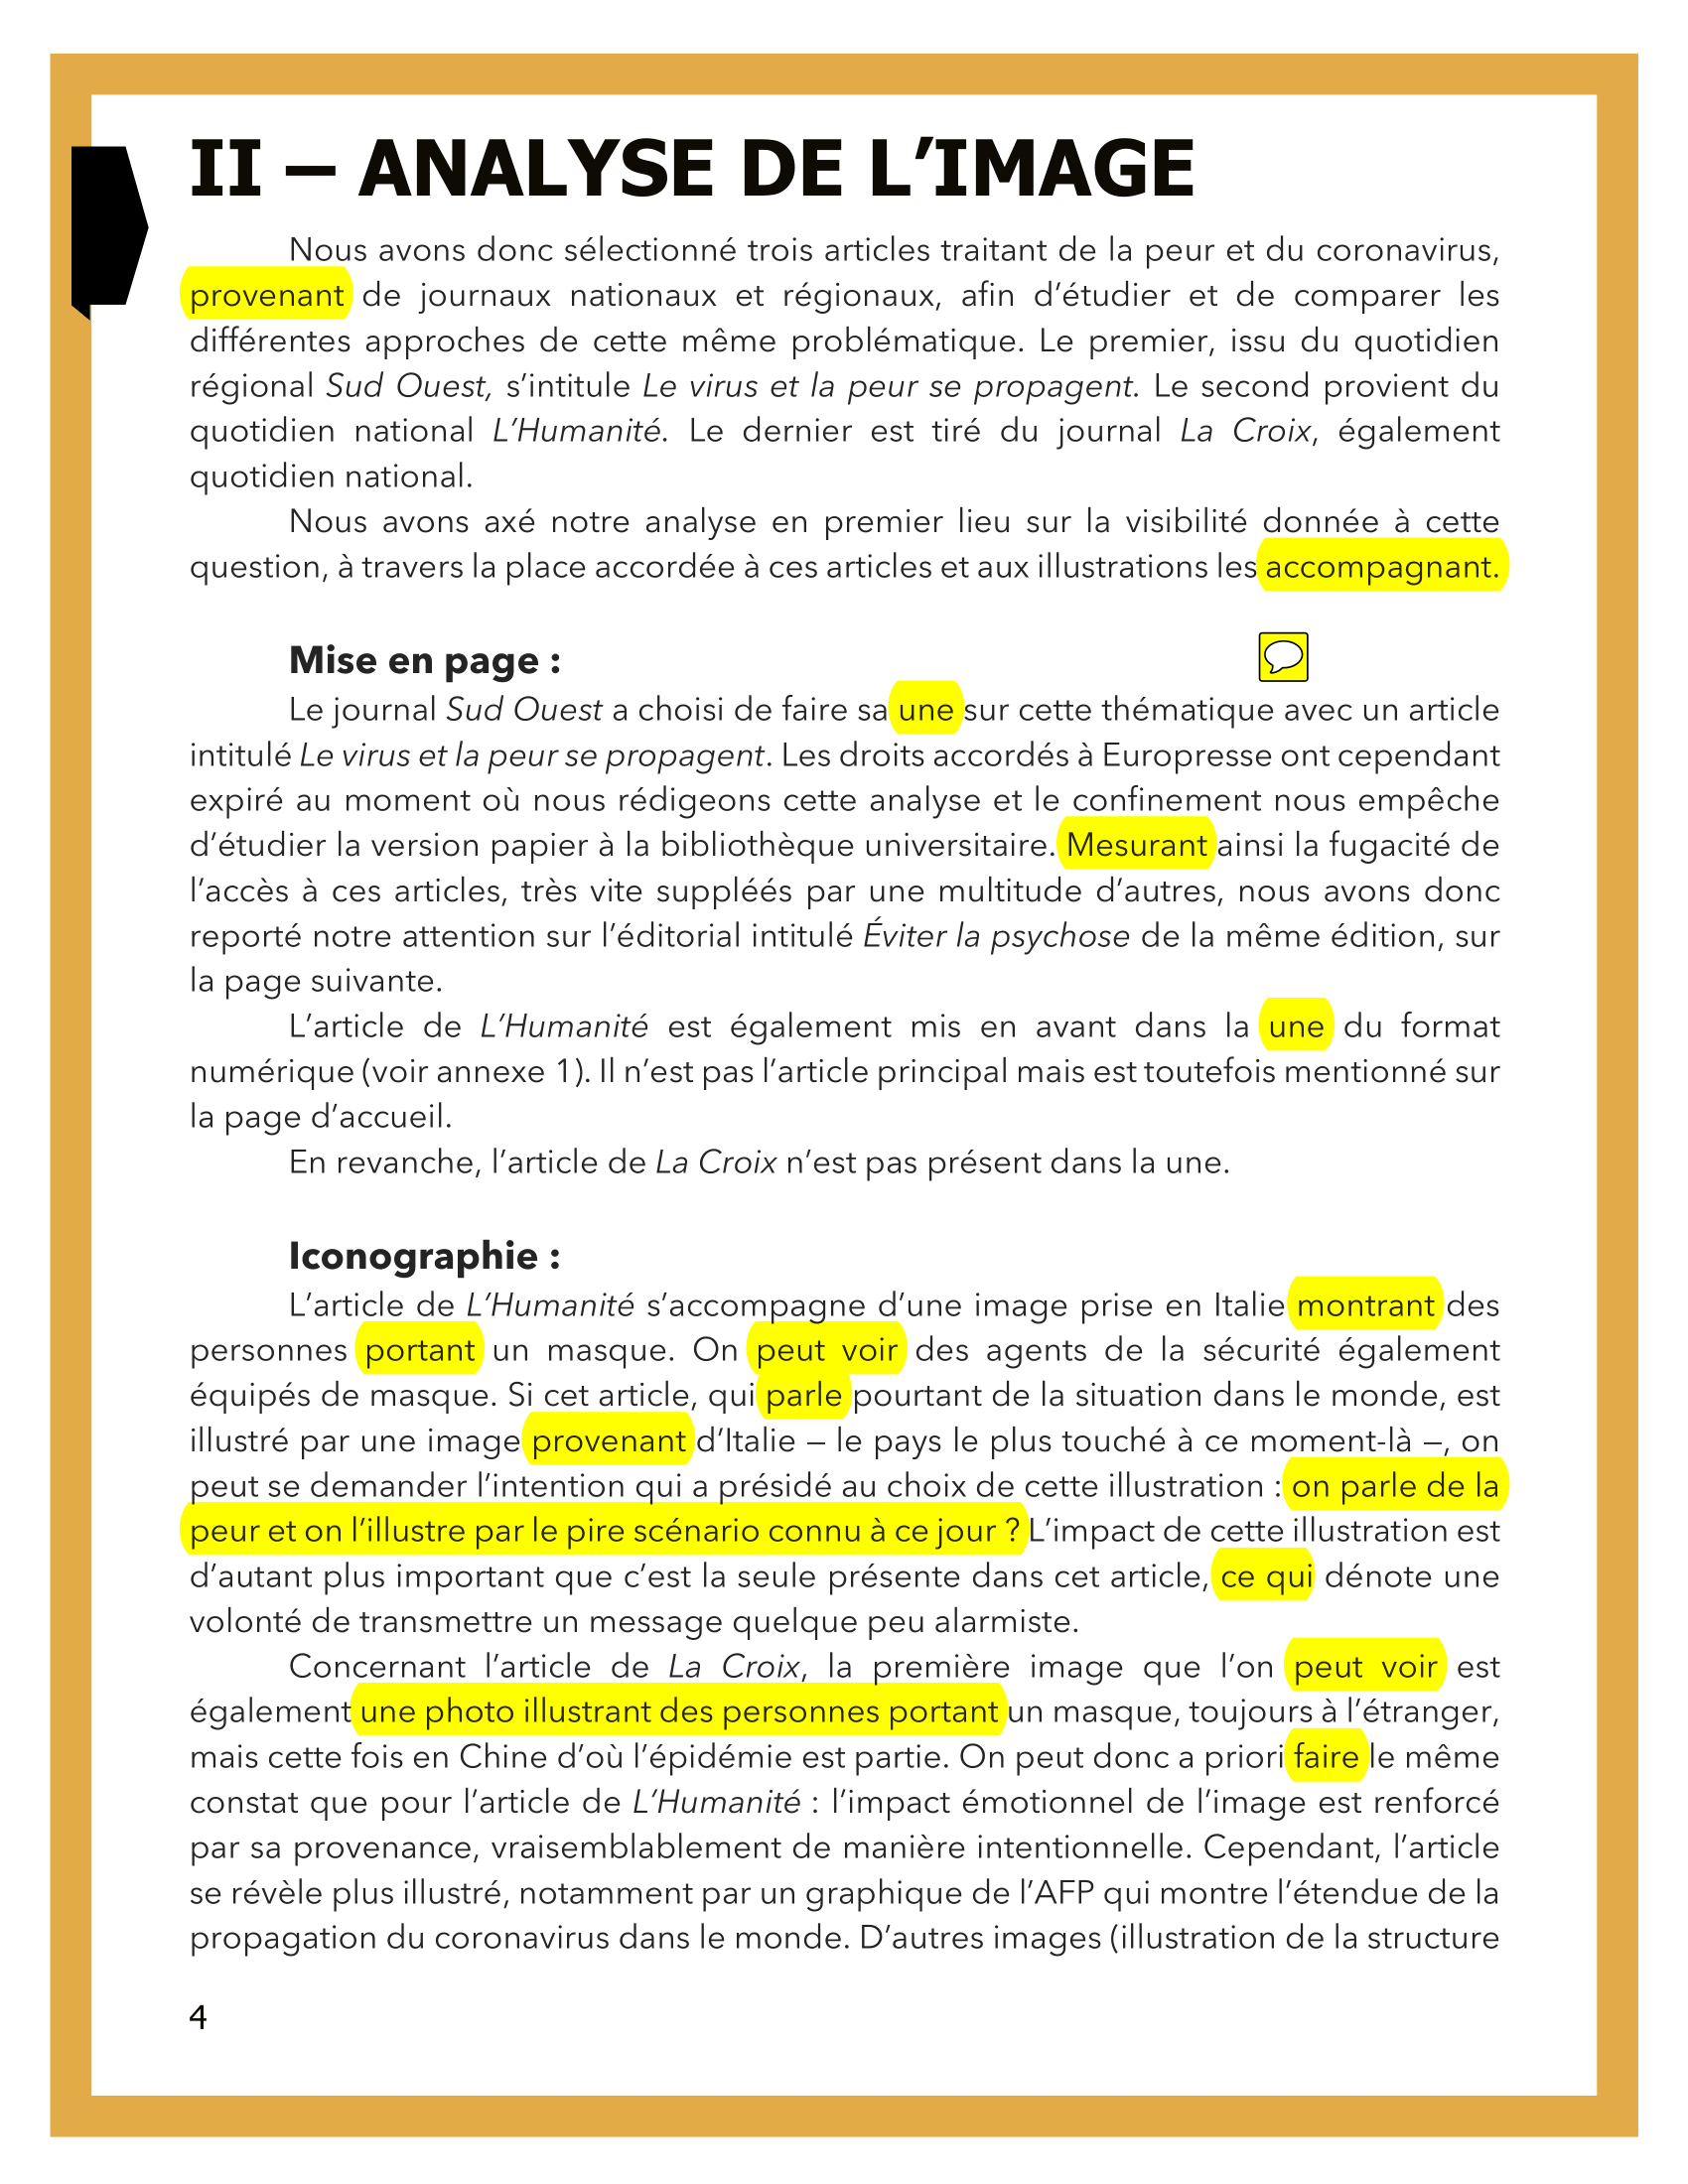 II – ANALYSE DE L’IMAGE
Nous avons donc sélectionné trois articles traitant de la peur et du coronavirus,
provenant de journaux nationaux et régionaux, afin d’étudier et de comparer les
différentes approches de cette même problématique. Le premier, issu du quotidien
régional Sud Ouest, s’intitule Le virus et la peur se propagent. Le second provient du
quotidien national L’Humanité. Le dernier est tiré du journal La Croix, également
quotidien national.
Nous avons axé notre analyse en premier lieu sur la visibilité donnée à cette
question, à travers la place accordée à ces articles et aux illustrations les accompagnant.
Mise en page :
Le journal Sud Ouest a choisi de faire sa une sur cette thématique avec un article
intitulé Le virus et la peur se propagent. Les droits accordés à Europresse ont cependant
expiré au moment où nous rédigeons cette analyse et le confinement nous empêche
d’étudier la version papier à la bibliothèque universitaire. Mesurant ainsi la fugacité de
l’accès à ces articles, très vite suppléés par une multitude d’autres, nous avons donc
reporté notre attention sur l’éditorial intitulé Éviter la psychose de la même édition, sur
la page suivante.
L’article de L’Humanité est également mis en avant dans la une du format
numérique (voir annexe 1). Il n’est pas l’article principal mais est toutefois mentionné sur
la page d’accueil.
En revanche, l’article de La Croix n’est pas présent dans la une.
Iconographie :
L’article de L’Humanité s’accompagne d’une image prise en Italie montrant des
personnes portant un masque. On peut voir des agents de la sécurité également
équipés de masque. Si cet article, qui parle pourtant de la situation dans le monde, est
illustré par une image provenant d’Italie – le pays le plus touché à ce moment-là –, on
peut se demander l’intention qui a présidé au choix de cette illustration : on parle de la
peur et on l’illustre par le pire scénario connu à ce jour ? L’impact de cette illustration est
d’autant plus important que c’est la seule présente dans cet article, ce qui dénote une
volonté de transmettre un message quelque peu alarmiste.
Concernant l’article de La Croix, la première image que l’on peut voir est
également une photo illustrant des personnes portant un masque, toujours à l’étranger,
mais cette fois en Chine d’où l’épidémie est partie. On peut donc a priori faire le même
constat que pour l’article de L’Humanité : l’impact émotionnel de l’image est renforcé
par sa provenance, vraisemblablement de manière intentionnelle. Cependant, l’article
se révèle plus illustré, notamment par un graphique de l’AFP qui montre l’étendue de la
propagation du coronavirus dans le monde. D’autres images (illustration de la structure
4